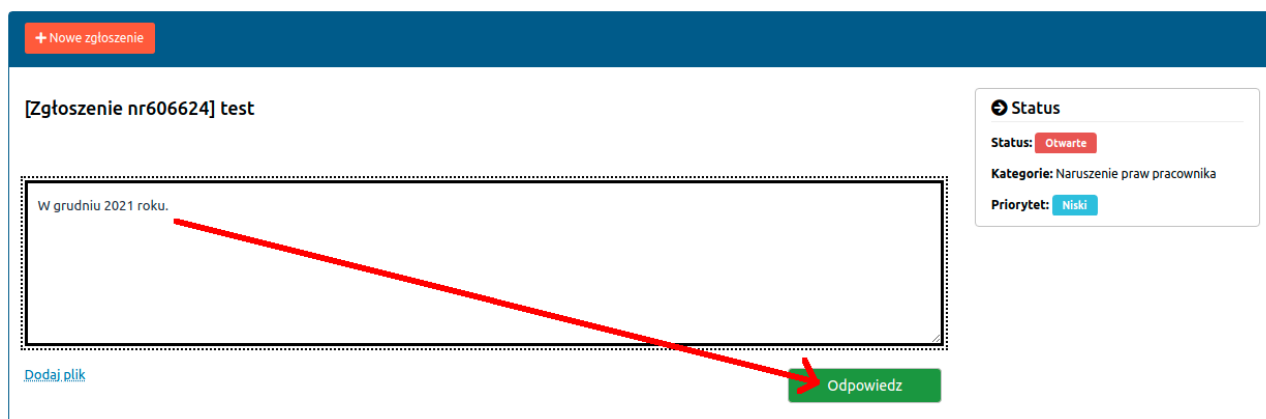 + Nowe zgłoszenie
[Zgłoszenie nr606624] test
W grudniu 2021 roku.
Dodaj plik
Odpowiedz
Status
Status: Otwarte
Kategorie: Naruszenie praw pracownika
Priorytet: Niski